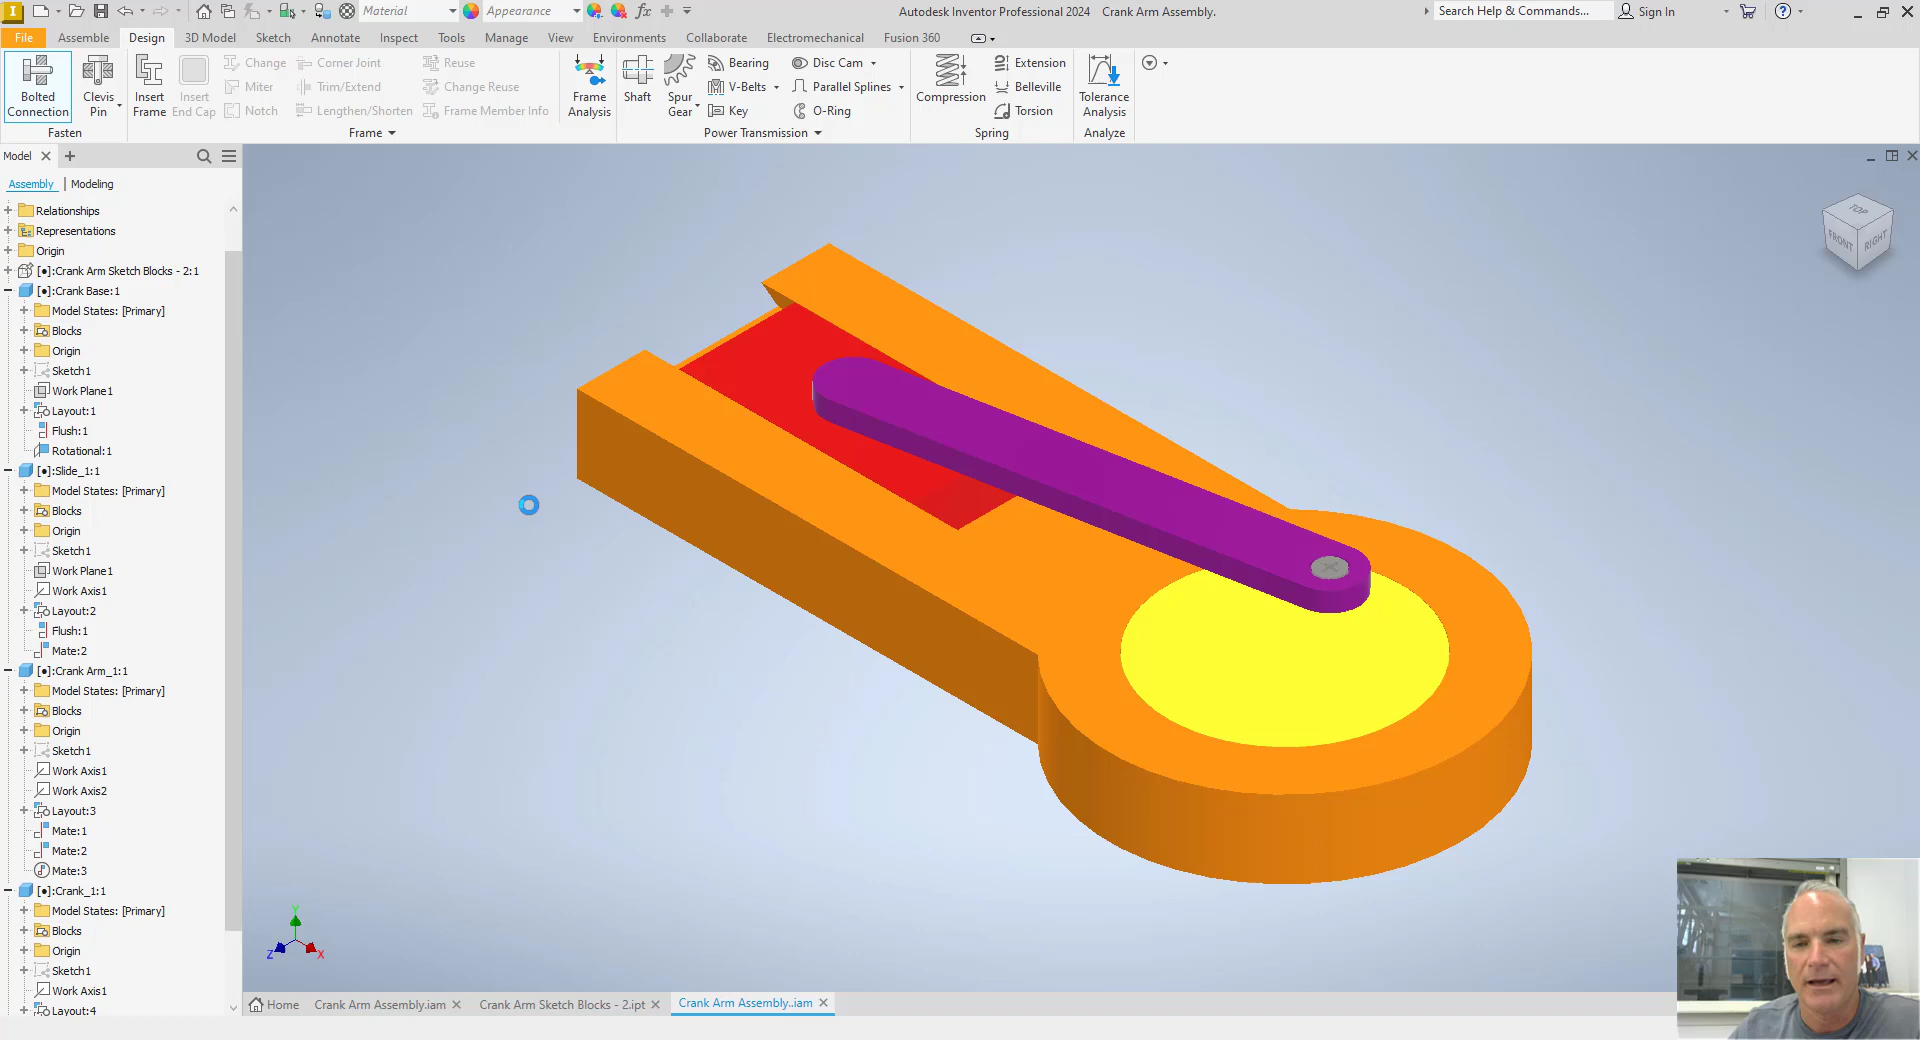 Material
Appearance
Autodesk Inventor Professional 2024 Crank Arm Assembly.
Search Help & Commands...
Sign In
File Assemble Design 3D Model Sketch Annotate Inspect Tools Manage View Environments Collaborate Electromechanical Fusion 360
Bolted Connection
Clevis Pin
Fasten
Insert Frame
Insert End Cap
Change
Miter
Notch
Corner Joint
Trim/Extend
Lengthen/Shorten
Reuse
Change Reuse
Frame Member Info
Frame
Frame Analysis
Shaft
Spur Gear
Bearing
V-Belts
Key
Disc Cam
Parallel Splines
O-Ring
Power Transmission
Compression
Extension
Belleville
Torsion
Spring
Tolerance Analysis
Analyze
Model
Assembly | Modeling
Relationships
Representations
Origin
[•]:Crank Arm Sketch Blocks - 2:1
[•]:Crank Base:1
Model States: [Primary]
Blocks
Origin
Sketch1
Work Plane1
Layout:1
Flush:1
Rotational:1
[•]:Slide_1:1
Model States: [Primary]
Blocks
Origin
Sketch1
Work Plane1
Work Axis1
Layout:2
Flush:1
Mate:2
[•]:Crank Arm_1:1
Model States: [Primary]
Blocks
Origin
Sketch1
Work Axis1
Work Axis2
Layout:3
Mate:1
Mate:2
Mate:3
[•]:Crank_1:1
Model States: [Primary]
Blocks
Origin
Sketch1
Work Axis1
Layout:4
TOP
FRONT
RIGHT
Y
Z
X
Home
Crank Arm Assembly.iam
Crank Arm Sketch Blocks - 2.ipt
Crank Arm Assembly..iam